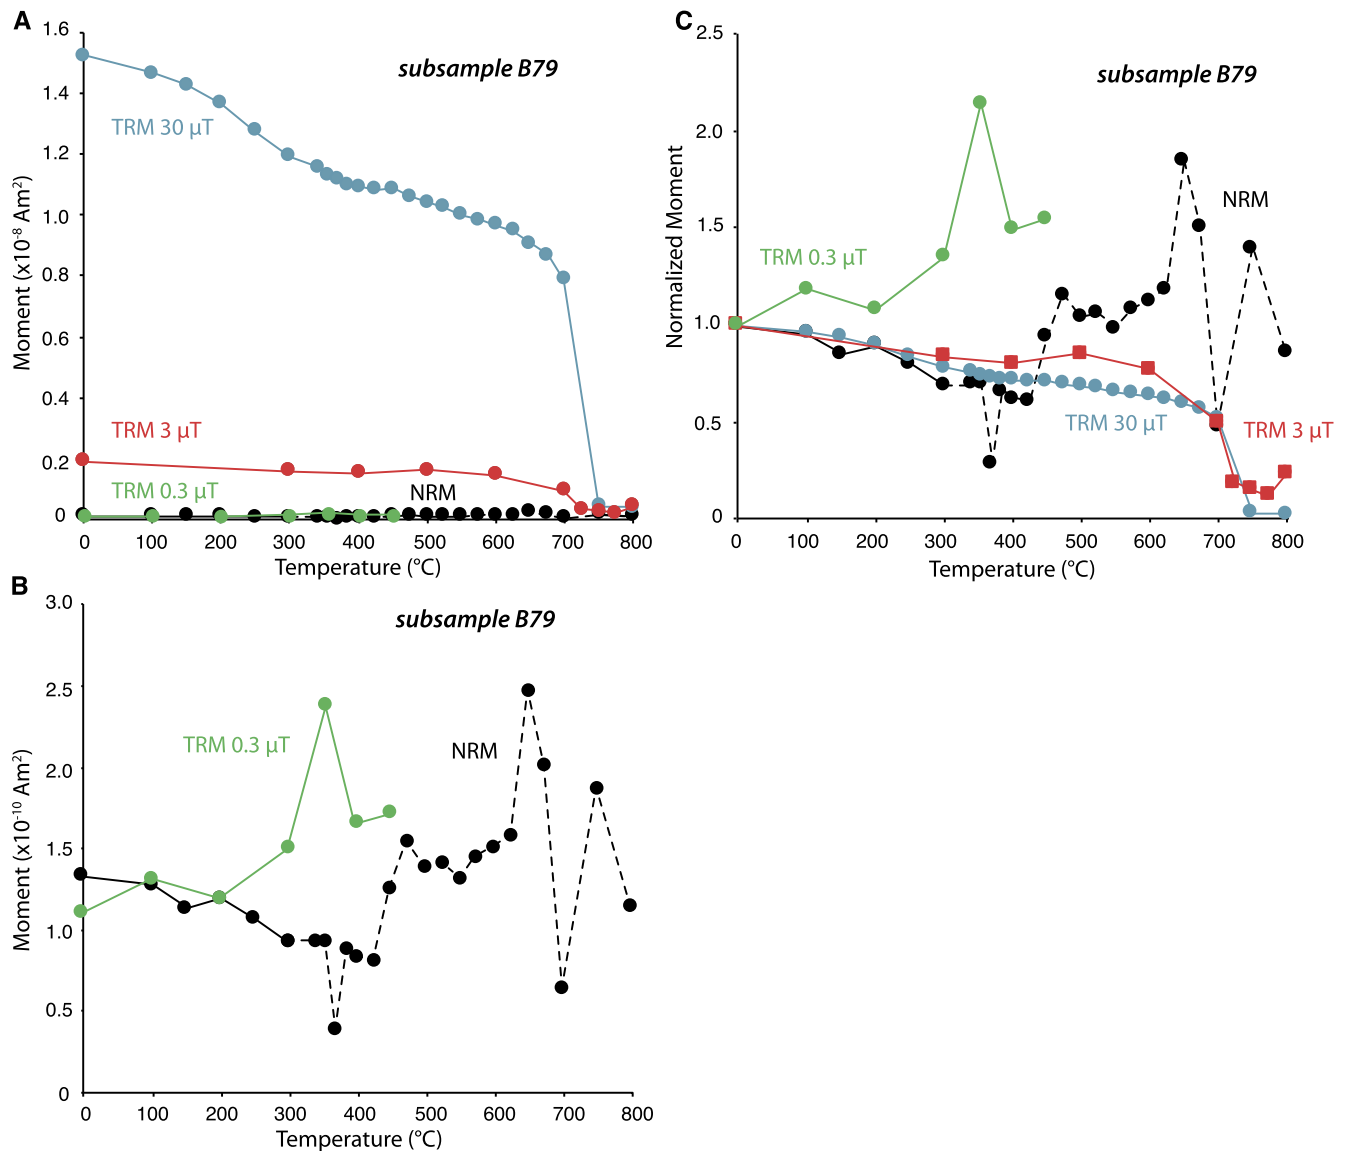 A
subsample B79
Moment (x10⁻⁸ Am²)
1.6
1.4
1.2
1.0
0.8
0.6
0.4
0.2
0
TRM 30 μT
TRM 3 μT
TRM 0.3 μT
NRM
0 100 200 300 400 500 600 700 800
Temperature (°C)
C
subsample B79
Normalized Moment
2.5
2.0
1.5
1.0
0.5
0
TRM 0.3 μT
NRM
TRM 30 μT
TRM 3 μT
0 100 200 300 400 500 600 700 800
Temperature (°C)
B
subsample B79
Moment (x10⁻¹⁰ Am²)
3.0
2.5
2.0
1.5
1.0
0.5
0
TRM 0.3 μT
NRM
0 100 200 300 400 500 600 700 800
Temperature (°C)